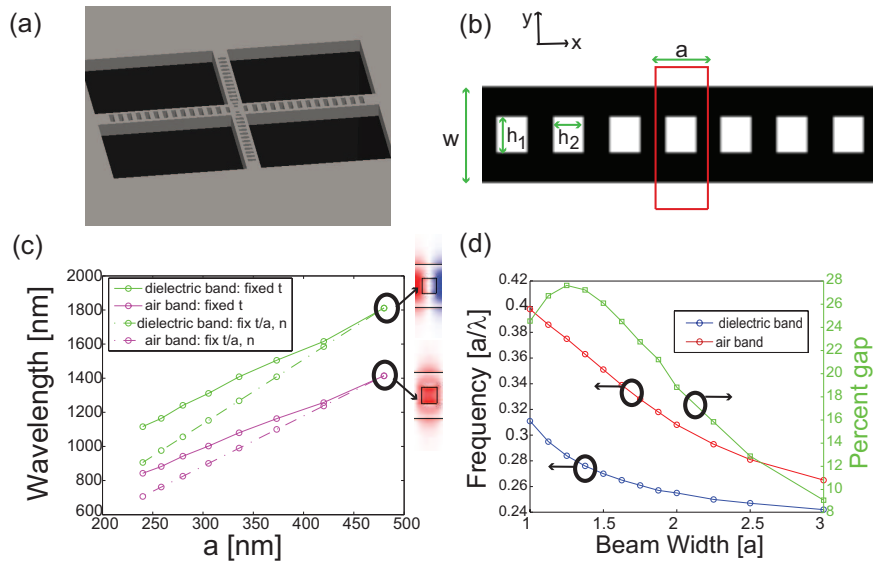 (a)
(b)
y
x
a
w
h1
h2
(c)
Wavelength [nm]
2000
1800
1600
1400
1200
1000
800
600
dielectric band: fixed t
air band: fixed t
dielectric band: fix t/a, n
air band: fix t/a, n
200
250
300
350
400
450
500
a [nm]
(d)
Frequency [a/λ]
0.42
0.4
0.38
0.36
0.34
0.32
0.3
0.28
0.26
0.24
dielectric band
air band
28
26
24
22
20
18
16
14
12
10
8
Percent gap
1
1.5
2
2.5
3
Beam Width [a]